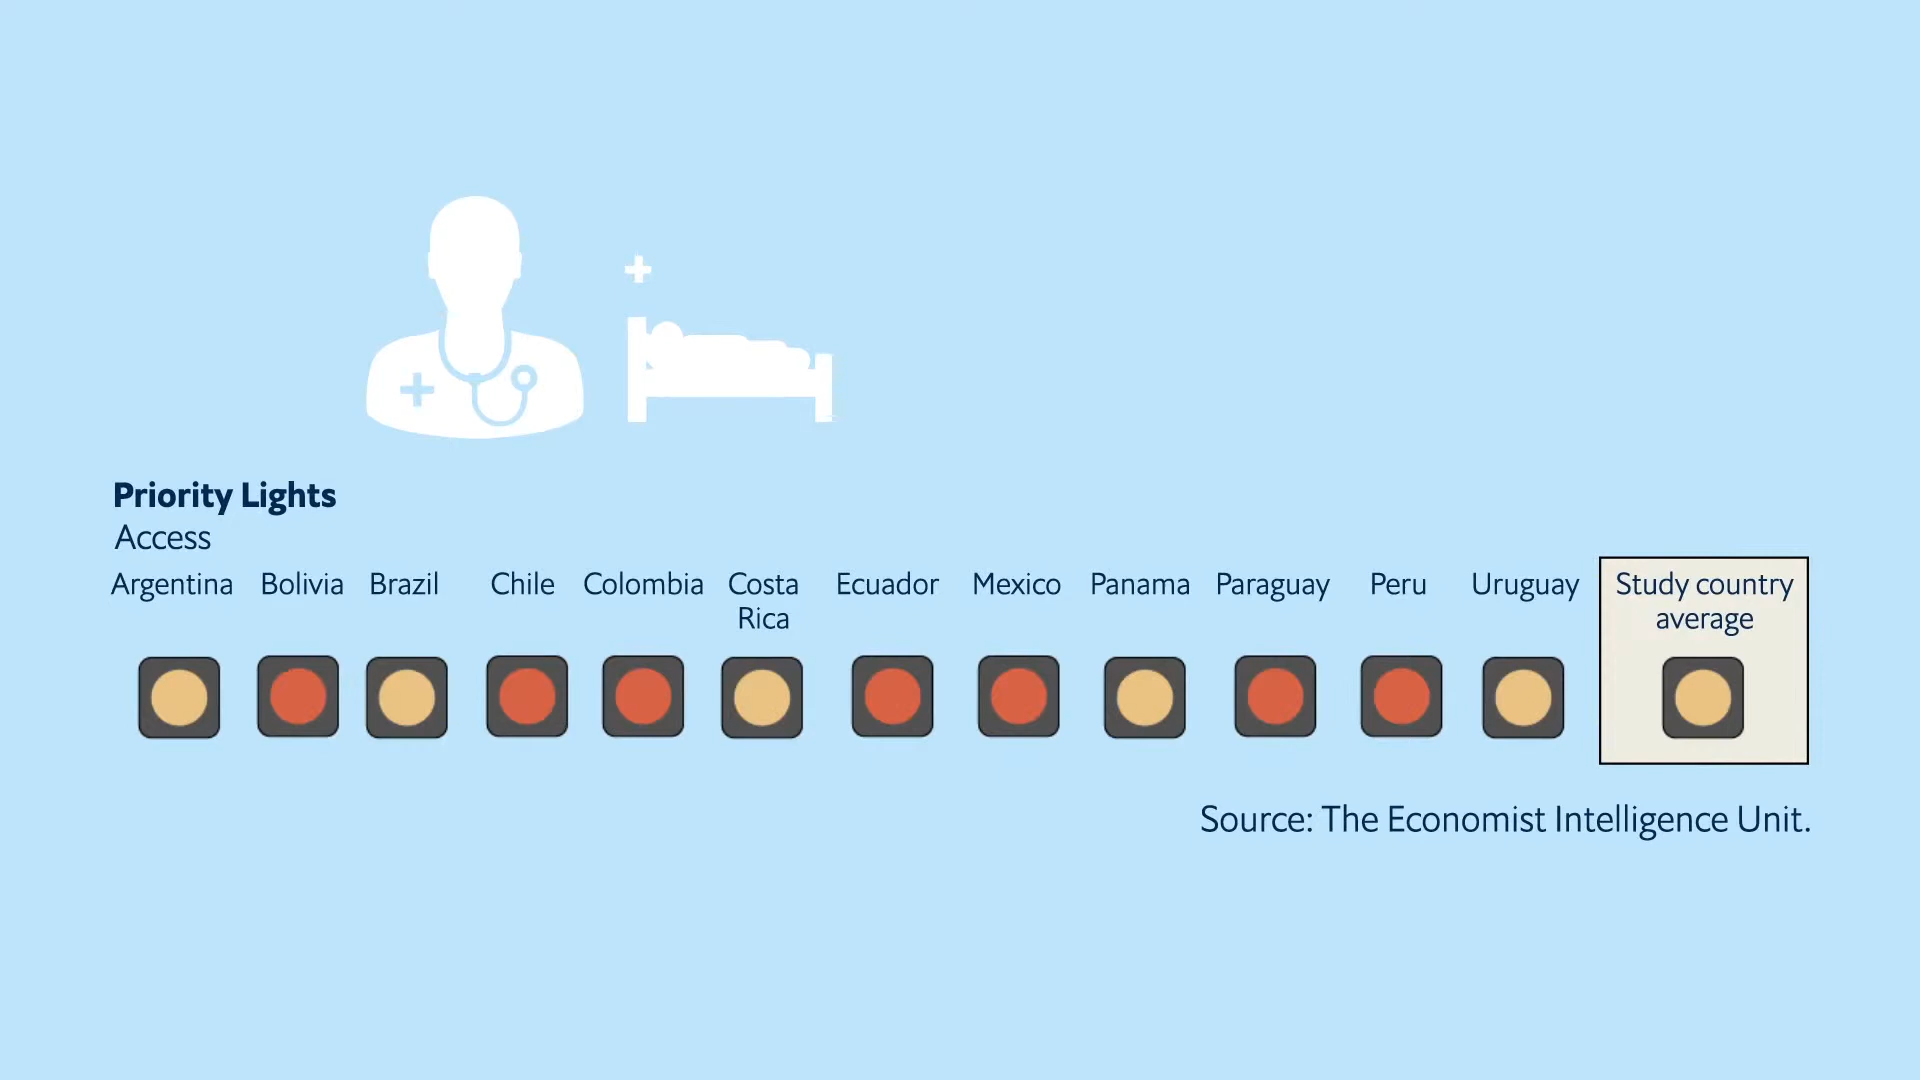 Priority Lights
Access
Argentina Bolivia Brazil Chile Colombia Costa Rica Ecuador Mexico Panama Paraguay Peru Uruguay Study country average
Source: The Economist Intelligence Unit.